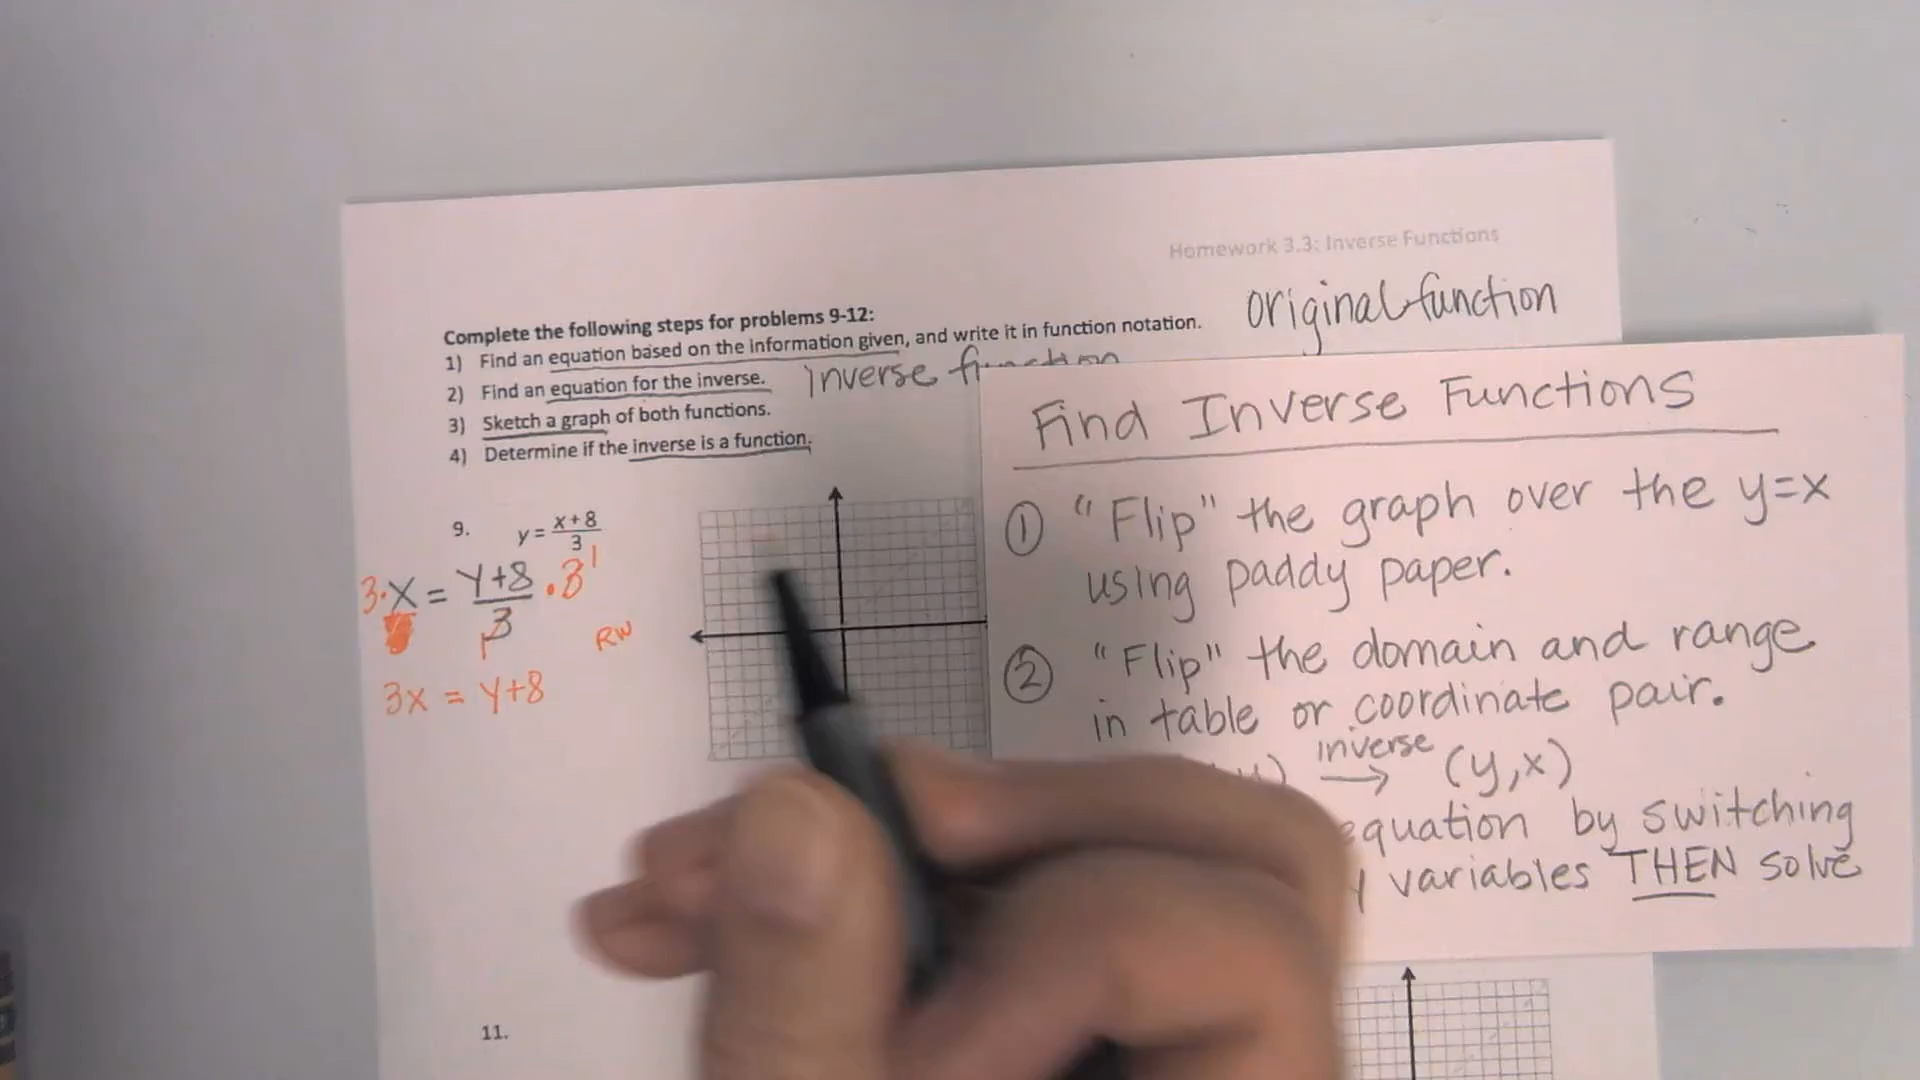 Homework 3.3: Inverse Functions
Complete the following steps for problems 9-12:
1) Find an equation based on the information given, and write it in function notation.
original function
2) Find an equation for the inverse.
inverse function
3) Sketch a graph of both functions.
4) Determine if the inverse is a function.
9. y = x+8 / 3
3·x = y+8 / 3 · 3 1
1
RW
3x = y+8
11.
Find Inverse Functions
① "Flip" the graph over the y=x
using paddy paper.
② "Flip" the domain and range
in table or coordinate pair.
inverse
→ (y,x)
equation by switching
y variables THEN solve